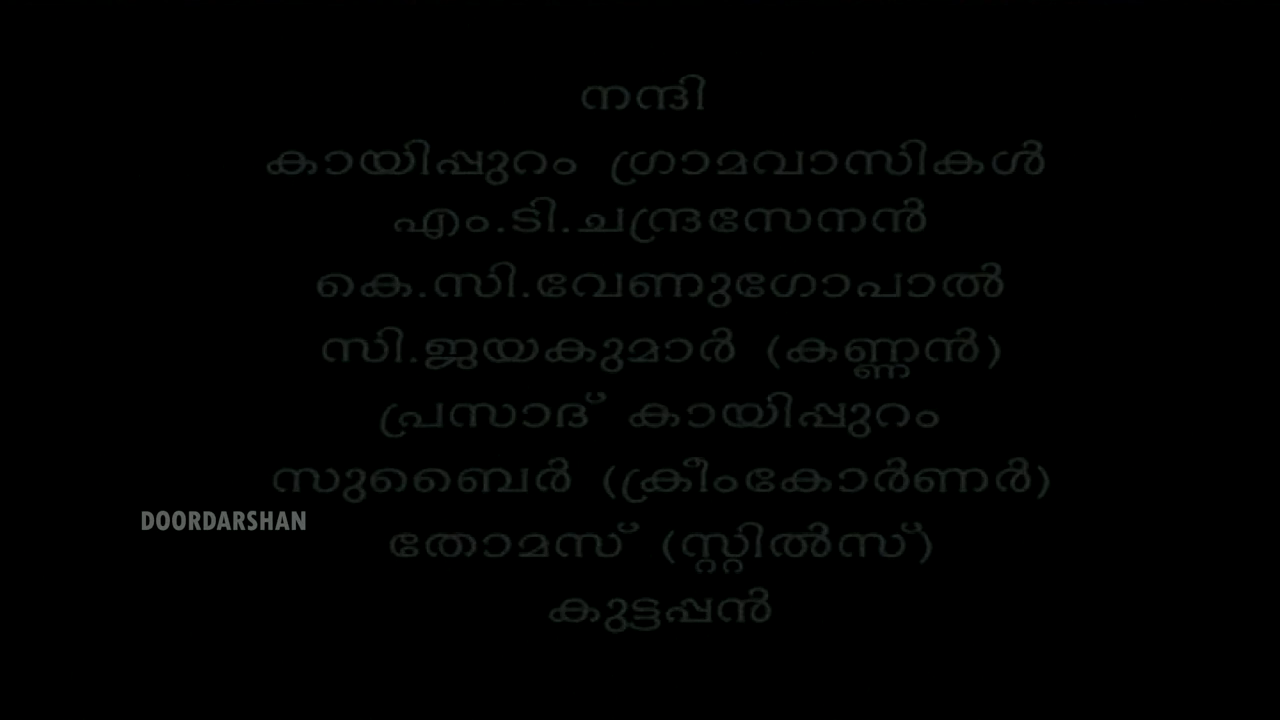 നന്ദി
കായിപ്പുറം ഗ്രാമവാസികൾ
എം.ടി.ചന്ദ്രസേനൻ
കെ.സി.വേണുഗോപാൽ
സി.ജയകുമാർ (കണ്ണൻ)
പ്രസാദ് കായിപ്പുറം
സുബൈർ (ക്രീംകോർണർ)
DOORDARSHAN
തോമസ് (സ്റ്റിൽസ്)
കുട്ടപ്പൻ